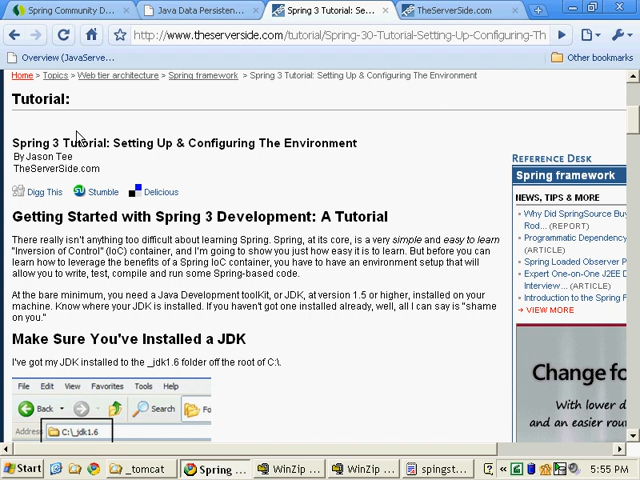 Spring Community D...
Java Data Persisten...
Spring 3 Tutorial: Se...
TheServerSide.com
http://www.theserverside.com/tutorial/Spring-30-Tutorial-Setting-Up-Configuring-Th
Overview (JavaServe...
Other bookmarks
Home > Topics > Web tier architecture > Spring framework > Spring 3 Tutorial: Setting Up & Configuring The Environment
Tutorial:
Spring 3 Tutorial: Setting Up & Configuring The Environment
By Jason Tee
TheServerSide.com
Digg This
Stumble
Delicious
Getting Started with Spring 3 Development: A Tutorial
There really isn't anything too difficult about learning Spring. Spring, at its core, is a very simple and easy to learn
"Inversion of Control" (IoC) container, and I'm going to show you just how easy it is to learn. But before you can
learn how to leverage the benefits of a Spring IoC container, you have to have an environment setup that will
allow you to write, test, compile and run some Spring-based code.
At the bare minimum, you need a Java Development toolKit, or JDK, at version 1.5 or higher, installed on your
machine. Know where your JDK is installed. If you haven't got one installed already, well, all I can say is "shame
on you."
Make Sure You've Installed a JDK
I've got my JDK installed to the _jdk1.6 folder off the root of C:\.
File Edit View Favorites Tools Help
Back
Search
Fo
Address
C:\_jdk1.6
REFERENCE DESK
Spring framework
NEWS, TIPS & MORE
Why Did SpringSource Buy
Rod... (REPORT)
Programmatic Dependency
(ARTICLE)
Spring Loaded Observer P
Expert One-on-One J2EE D
Interview... (ARTICLE)
Introduction to the Spring F
VIEW MORE
Change fo
With lower d
and an easier rout
Start
_tomcat
Spring ...
WinZip ...
WinZip ...
spingst...
5:55 PM